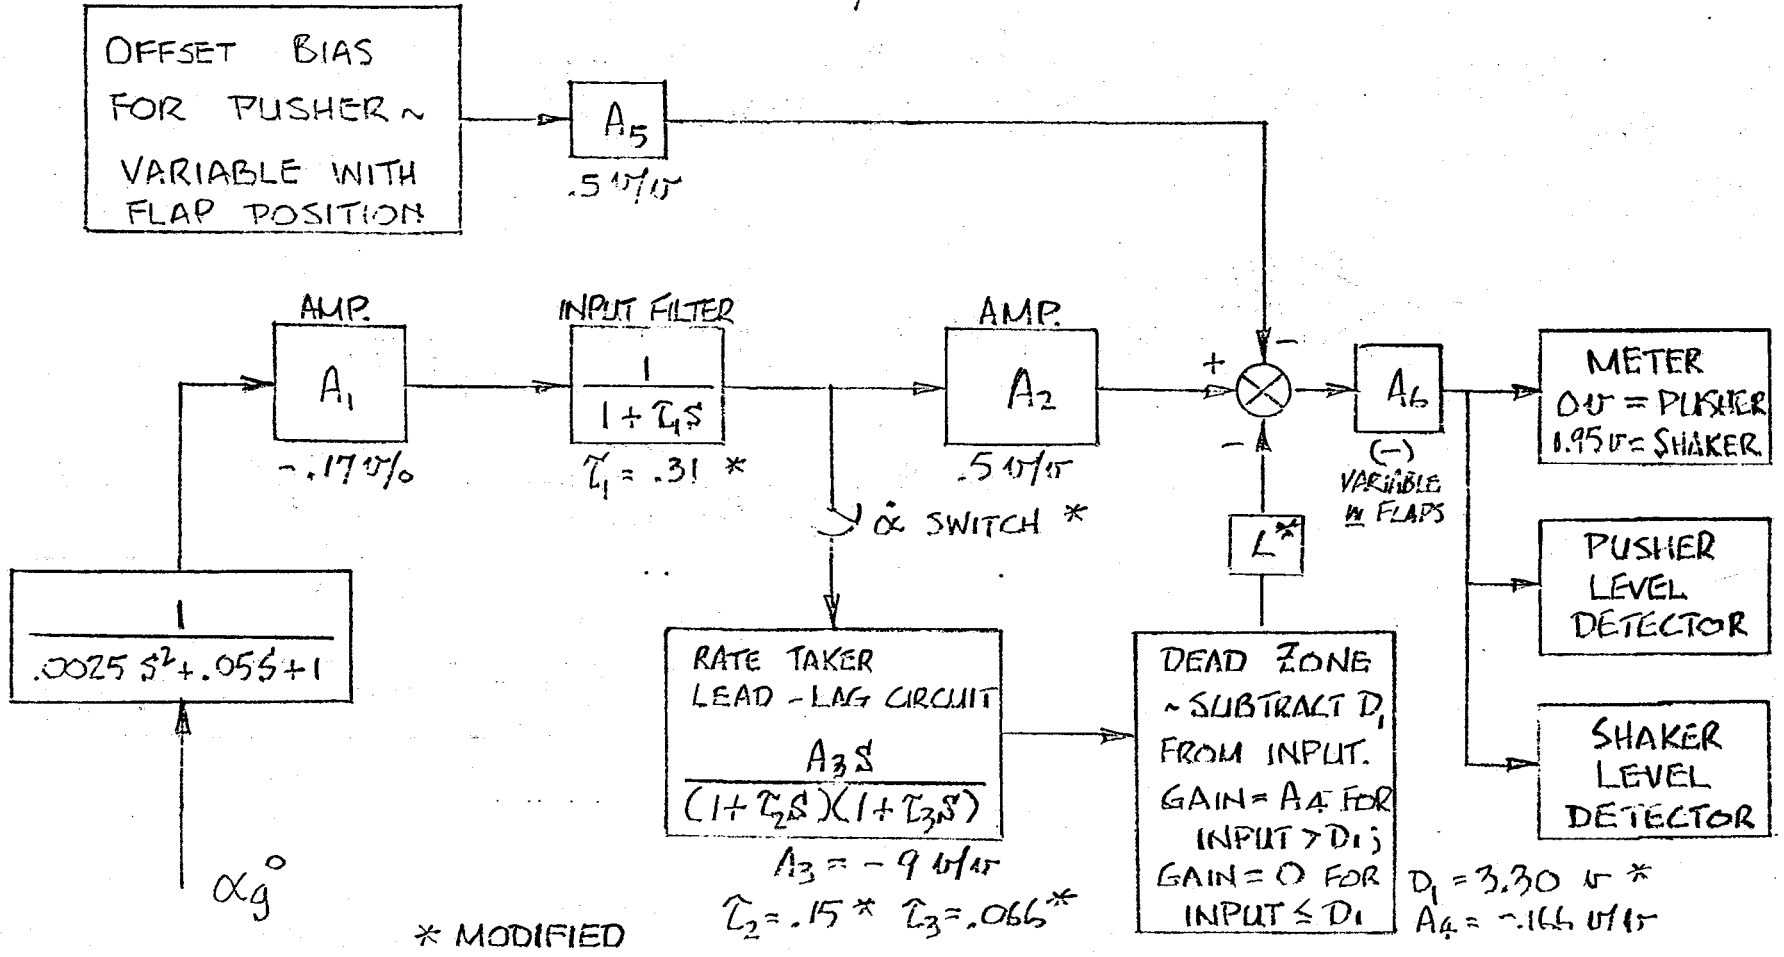 OFFSET BIAS
FOR PUSHER ~
VARIABLE WITH
FLAP POSITION
A5
.5 v/v
AMP.
A1
-.17 v/°
INPUT FILTER
1
1 + τ1S
τ1 = .31 *
AMP.
A2
.5 v/v
+
-
-
A6
(-)
VARIABLE
w FLAPS
METER
0v = PUSHER
1.95v = SHAKER
α̇ SWITCH *
L*
PUSHER
LEVEL
DETECTOR
SHAKER
LEVEL
DETECTOR
1
.0025 S² + .05S + 1
αg°
RATE TAKER
LEAD - LAG CIRCUIT
A3S
(1 + τ2S)(1 + τ3S)
A3 = -9 v/v
τ2 = .15 * τ3 = .066 *
DEAD ZONE
~ SUBTRACT D1
FROM INPUT.
GAIN = A4 FOR
INPUT > D1;
GAIN = 0 FOR
INPUT ≤ D1
D1 = 3.30 v *
A4 = -.166 v/v
* MODIFIED